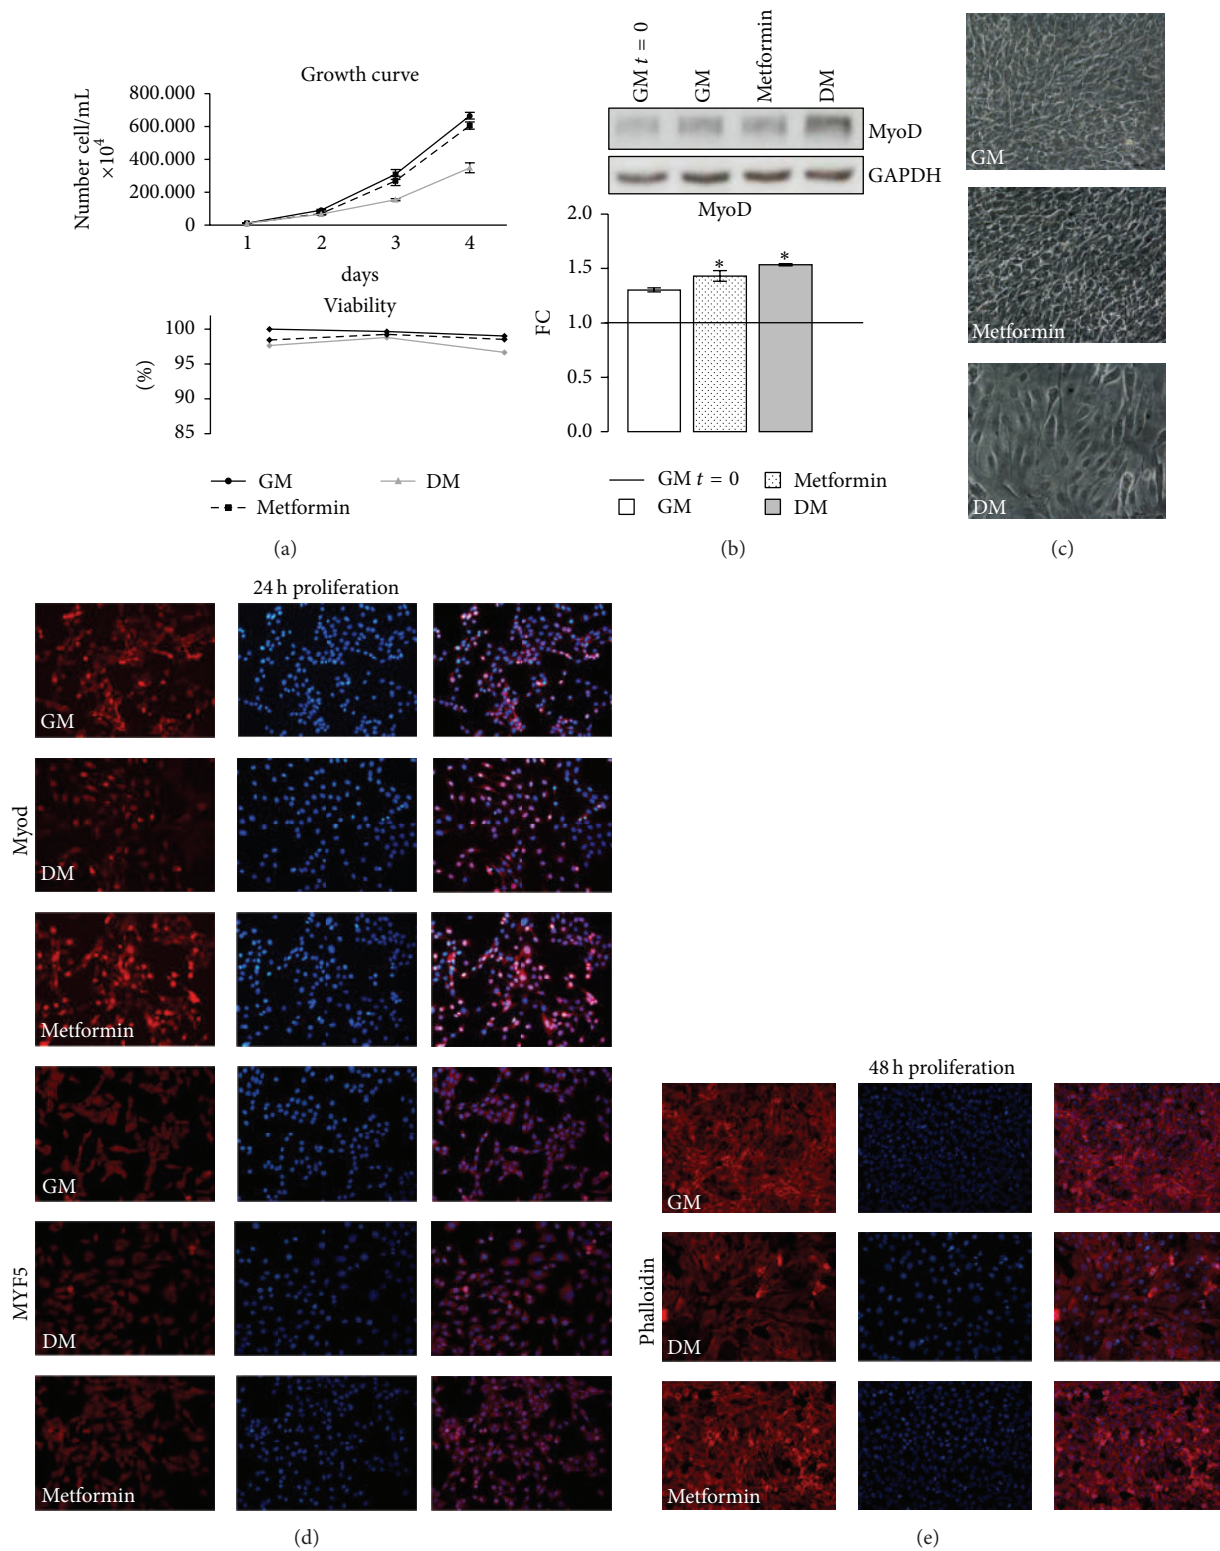 Growth curve
Number cell/mL
×10⁴
800.000
600.000
400.000
200.000
0
1 2 3 4
days
Viability
(%)
100
95
90
85
GM DM
Metformin
(a)
GM t = 0
GM
Metformin
DM
MyoD
GAPDH
MyoD
FC
2.0
1.5
1.0
0.5
0.0
* *
GM t = 0 Metformin
GM DM
(b)
GM
Metformin
DM
(c)
24 h proliferation
Myod
GM
DM
Metformin
MYF5
GM
DM
Metformin
(d)
48 h proliferation
Phalloidin
GM
DM
Metformin
(e)